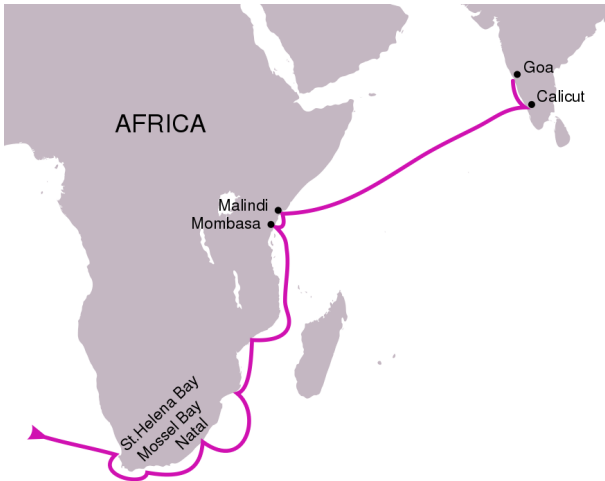 Goa
Calicut
AFRICA
Malindi
Mombasa
St.Helena Bay
Mossel Bay
Natal